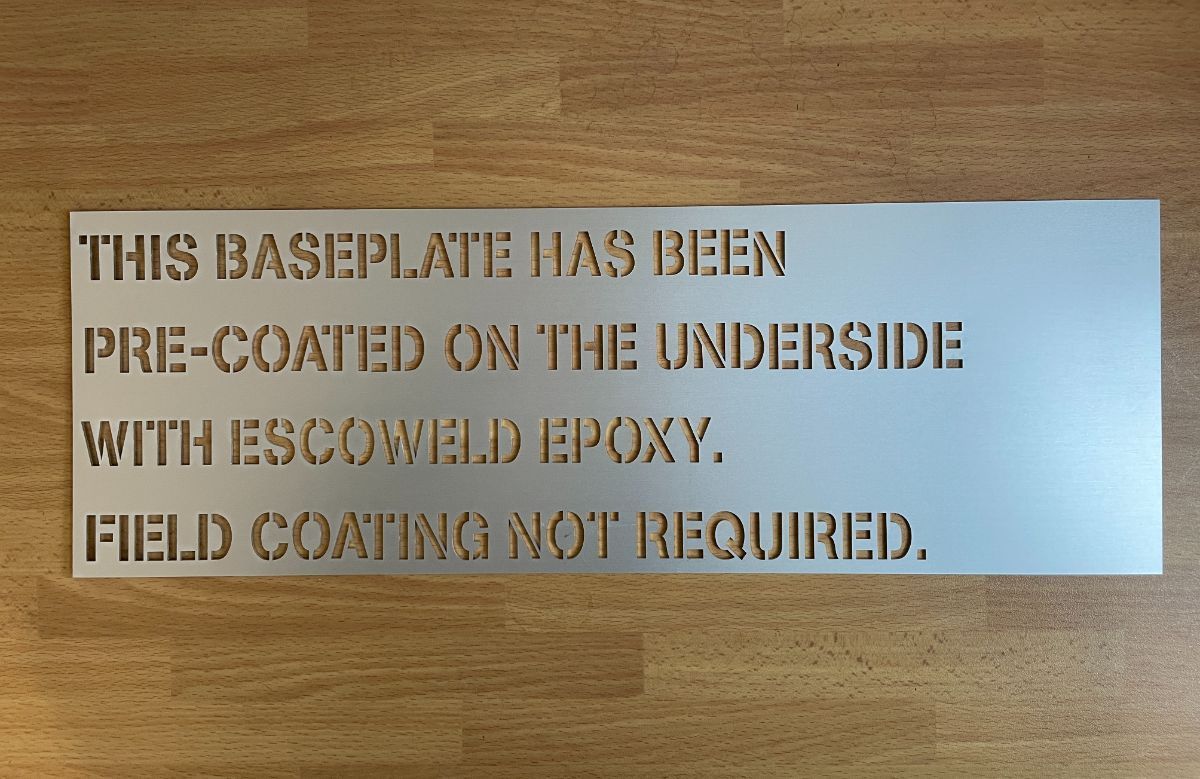 THIS BASEPLATE HAS BEEN
PRE-COATED ON THE UNDERSIDE
WITH ESCOWELD EPOXY.
FIELD COATING NOT REQUIRED.